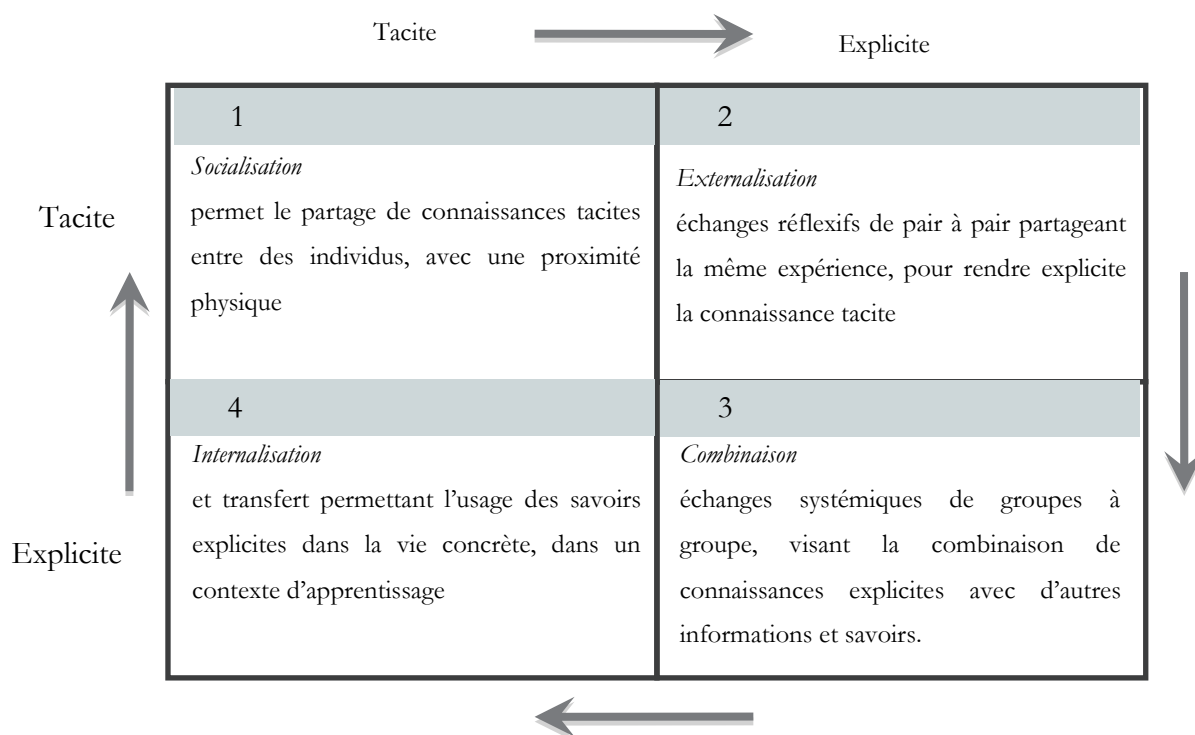 Tacite
Explicite
1
Socialisation
permet le partage de connaissances tacites
entre des individus, avec une proximité
physique
2
Externalisation
échanges réflexifs de pair à pair partageant
la même expérience, pour rendre explicite
la connaissance tacite
Tacite
4
Internalisation
et transfert permettant l'usage des savoirs
explicites dans la vie concrète, dans un
contexte d'apprentissage
3
Combinaison
échanges systémiques de groupes à
groupe, visant la combinaison de
connaissances explicites avec d'autres
informations et savoirs.
Explicite